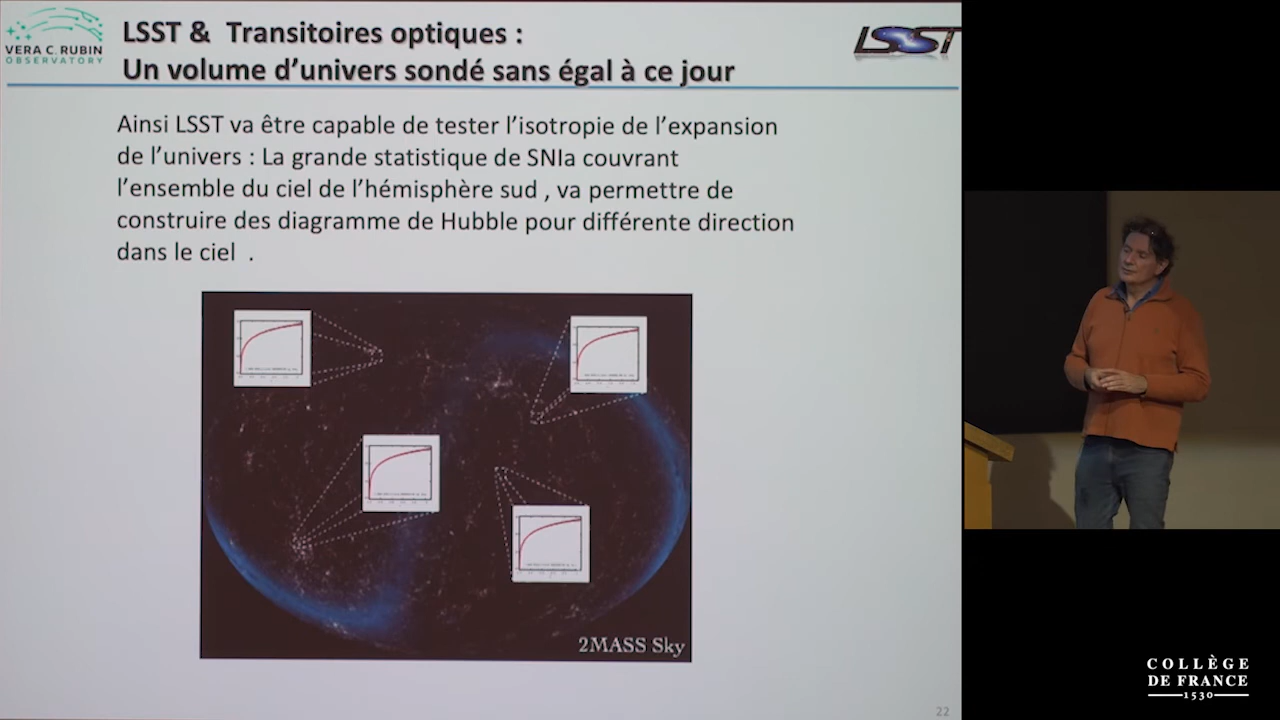 VERA C. RUBIN
OBSERVATORY
LSST & Transitoires optiques :
Un volume d’univers sondé sans égal à ce jour
LSST
Ainsi LSST va être capable de tester l’isotropie de l’expansion
de l’univers : La grande statistique de SNIa couvrant
l’ensemble du ciel de l’hémisphère sud , va permettre de
construire des diagramme de Hubble pour différente direction
dans le ciel .
2MASS Sky
22
COLLÈGE
DE FRANCE
1530